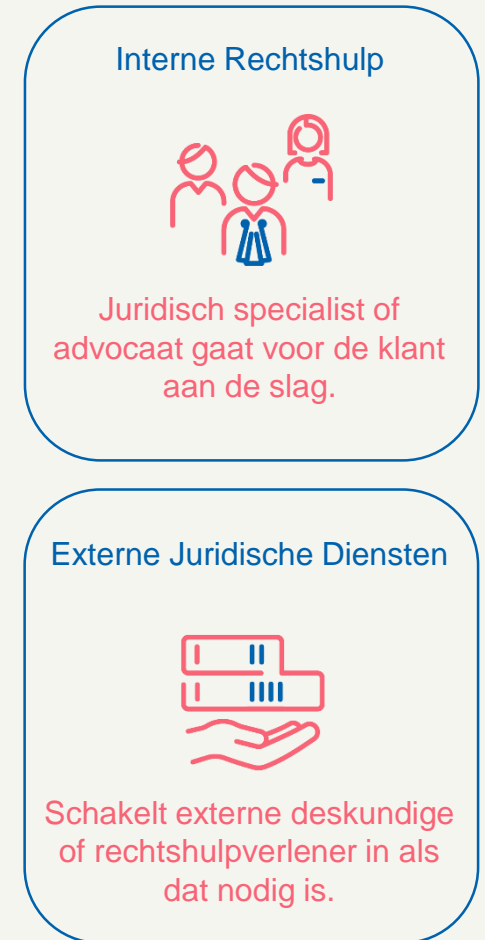 Interne Rechtshulp
Juridisch specialist of
advocaat gaat voor de klant
aan de slag.
Externe Juridische Diensten
Schakelt externe deskundige
of rechtshulpverlener in als
dat nodig is.